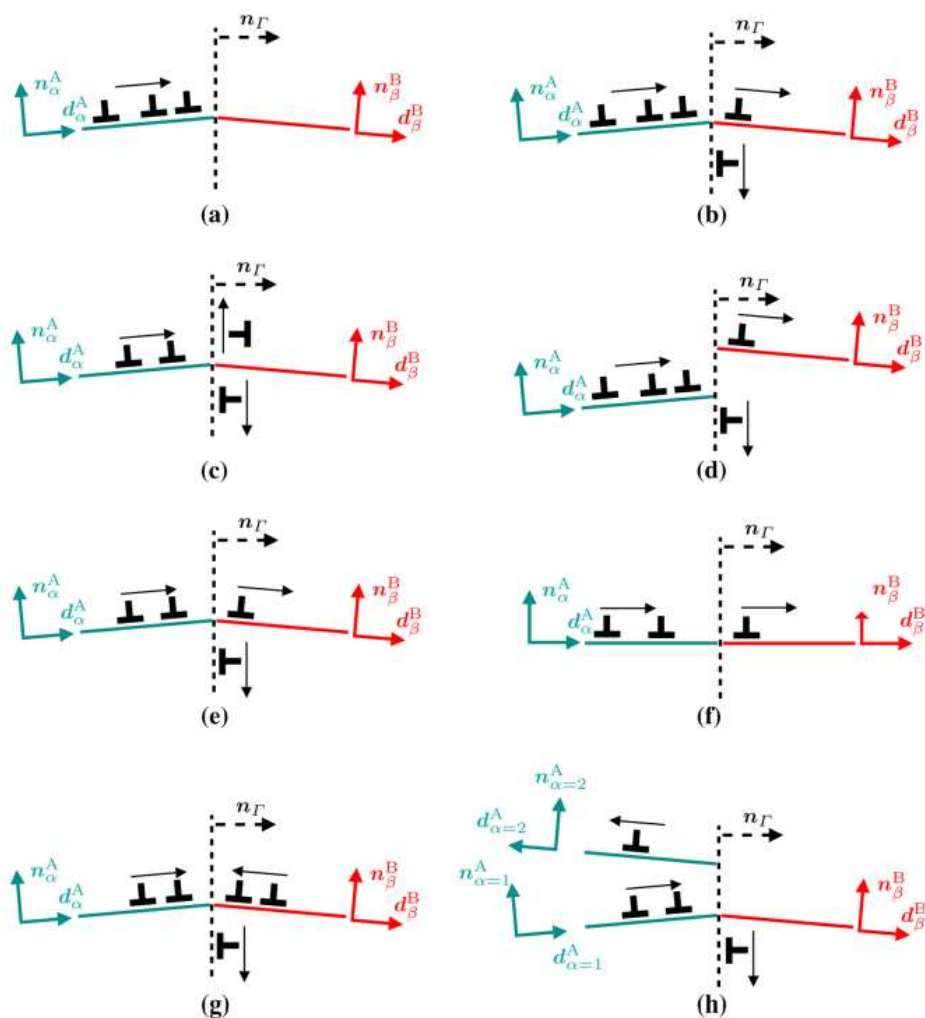 n_Γ n_Γ
n_α^A d_α^A n_β^B d_β^B n_α^A d_α^A n_β^B d_β^B
(a) (b)
n_Γ n_Γ
n_α^A d_α^A n_β^B d_β^B n_α^A d_α^A n_β^B d_β^B
(c) (d)
n_Γ n_Γ
n_α^A d_α^A n_β^B d_β^B n_α^A d_α^A n_β^B d_β^B
(e) (f)
n_Γ n_α=2^A d_α=2^A n_Γ
n_α^A d_α^A n_β^B d_β^B n_α=1^A d_α=1^A n_β^B d_β^B
(g) (h)